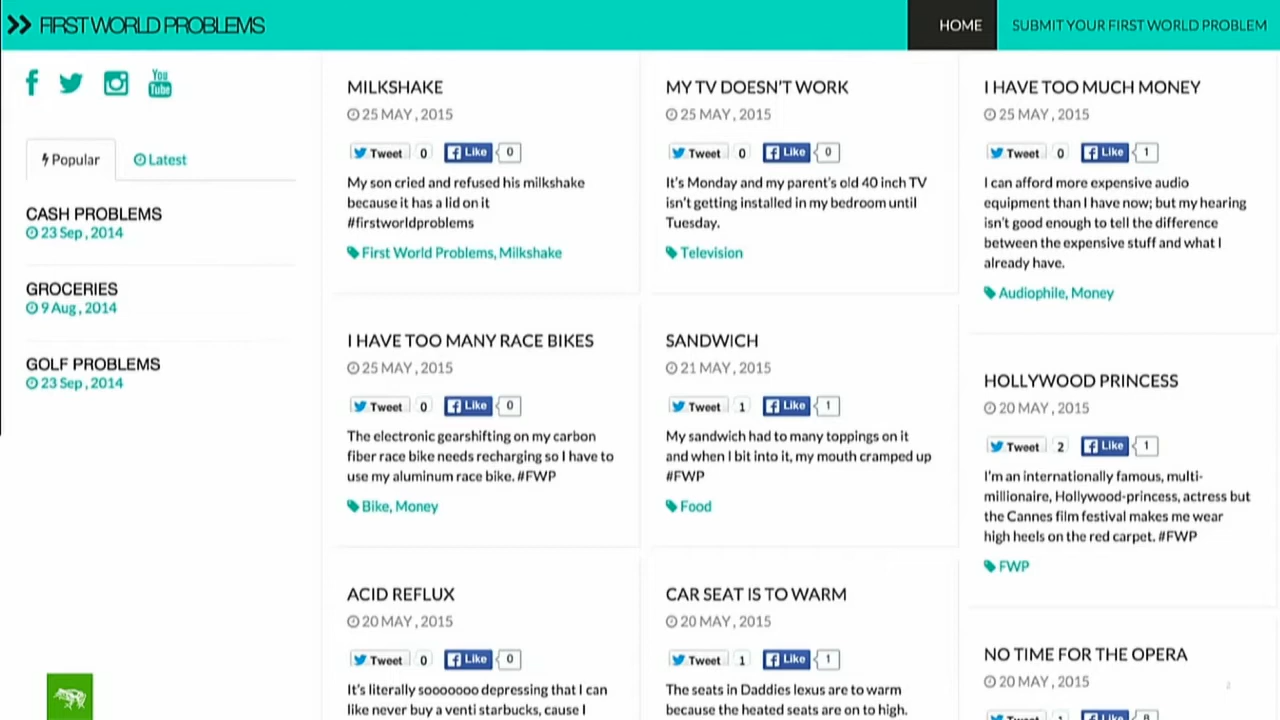 FIRST WORLD PROBLEMS
HOME
SUBMIT YOUR FIRST WORLD PROBLEM
You
Tube
Popular
Latest
CASH PROBLEMS
23 Sep , 2014
GROCERIES
9 Aug , 2014
GOLF PROBLEMS
23 Sep , 2014
MILKSHAKE
25 MAY , 2015
Tweet 0 Like 0
My son cried and refused his milkshake
because it has a lid on it
#firstworldproblems
First World Problems, Milkshake
I HAVE TOO MANY RACE BIKES
25 MAY , 2015
Tweet 0 Like 0
The electronic gearshifting on my carbon
fiber race bike needs recharging so I have to
use my aluminum race bike. #FWP
Bike, Money
ACID REFLUX
20 MAY , 2015
Tweet 0 Like 0
It's literally sooooooo depressing that I can
like never buy a venti starbucks, cause I
MY TV DOESN'T WORK
25 MAY , 2015
Tweet 0 Like 0
It's Monday and my parent's old 40 inch TV
isn't getting installed in my bedroom until
Tuesday.
Television
SANDWICH
21 MAY , 2015
Tweet 1 Like 1
My sandwich had to many toppings on it
and when I bit into it, my mouth cramped up
#FWP
Food
CAR SEAT IS TO WARM
20 MAY , 2015
Tweet 1 Like 1
The seats in Daddies lexus are to warm
because the heated seats are on to high.
I HAVE TOO MUCH MONEY
25 MAY , 2015
Tweet 0 Like 1
I can afford more expensive audio
equipment than I have now; but my hearing
isn't good enough to tell the difference
between the expensive stuff and what I
already have.
Audiophile, Money
HOLLYWOOD PRINCESS
20 MAY , 2015
Tweet 2 Like 1
I'm an internationally famous, multi-
millionaire, Hollywood-princess, actress but
the Cannes film festival makes me wear
high heels on the red carpet. #FWP
FWP
NO TIME FOR THE OPERA
20 MAY , 2015
Tweet 1 Like